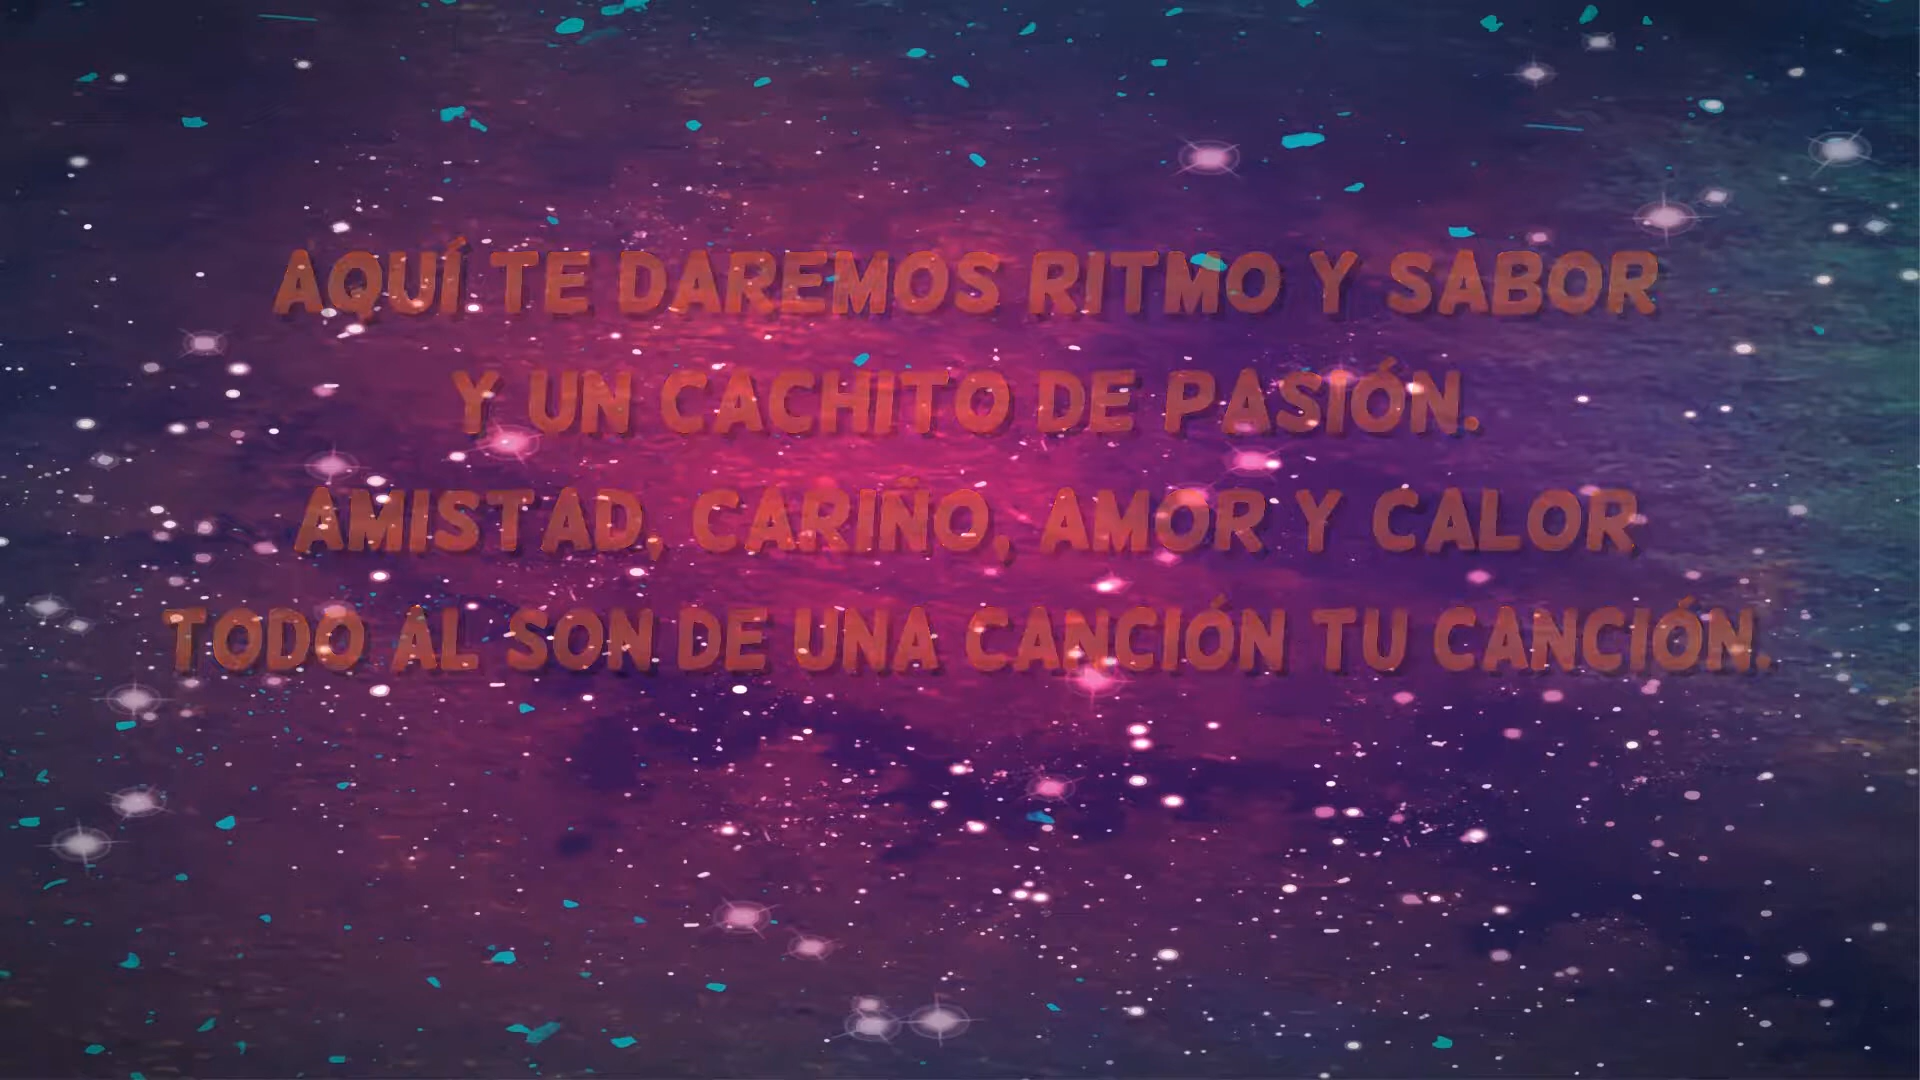 AQUÍ TE DAREMOS RITMO Y SABOR
Y UN CACHITO DE PASIÓN.
AMISTAD, CARIÑO, AMOR Y CALOR
TODO AL SON DE UNA CANCIÓN TU CANCIÓN.